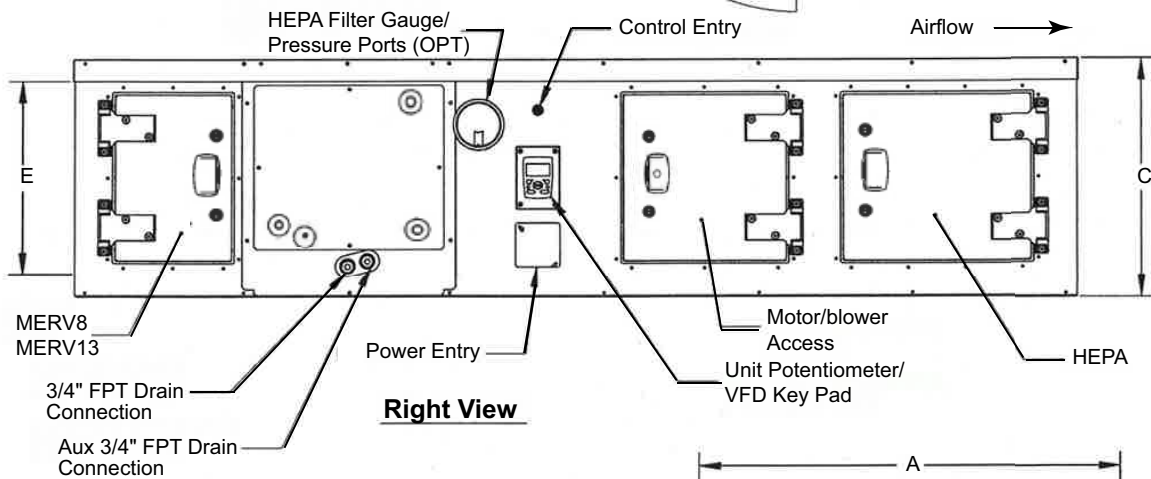 HEPA Filter Gauge/
Pressure Ports (OPT)
Control Entry
Airflow
E
C
MERV8
MERV13
3/4" FPT Drain
Connection
Aux 3/4" FPT Drain
Connection
Power Entry
Right View
Motor/blower
Access
Unit Potentiometer/
VFD Key Pad
HEPA
A